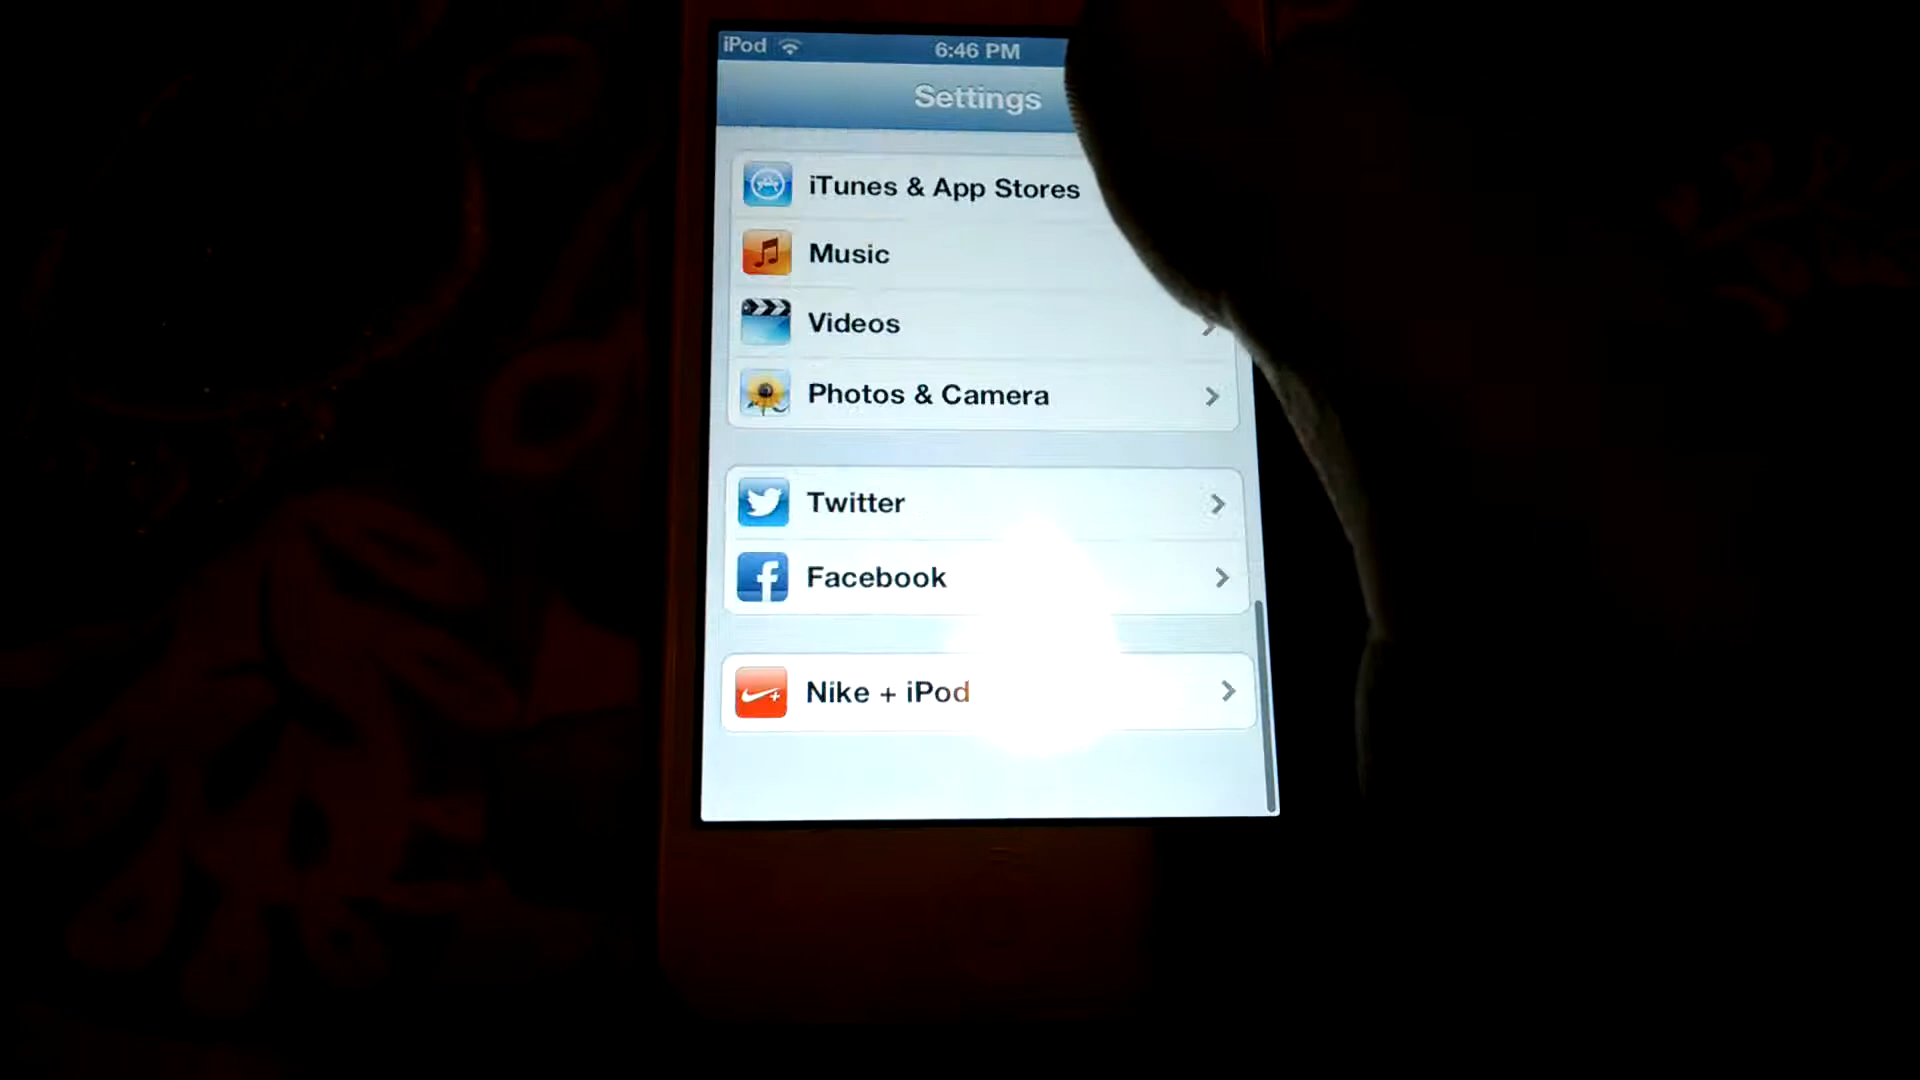 iPod 6:46 PM
Settings
iTunes & App Stores
Music
Videos
Photos & Camera
Twitter
Facebook
Nike + iPod